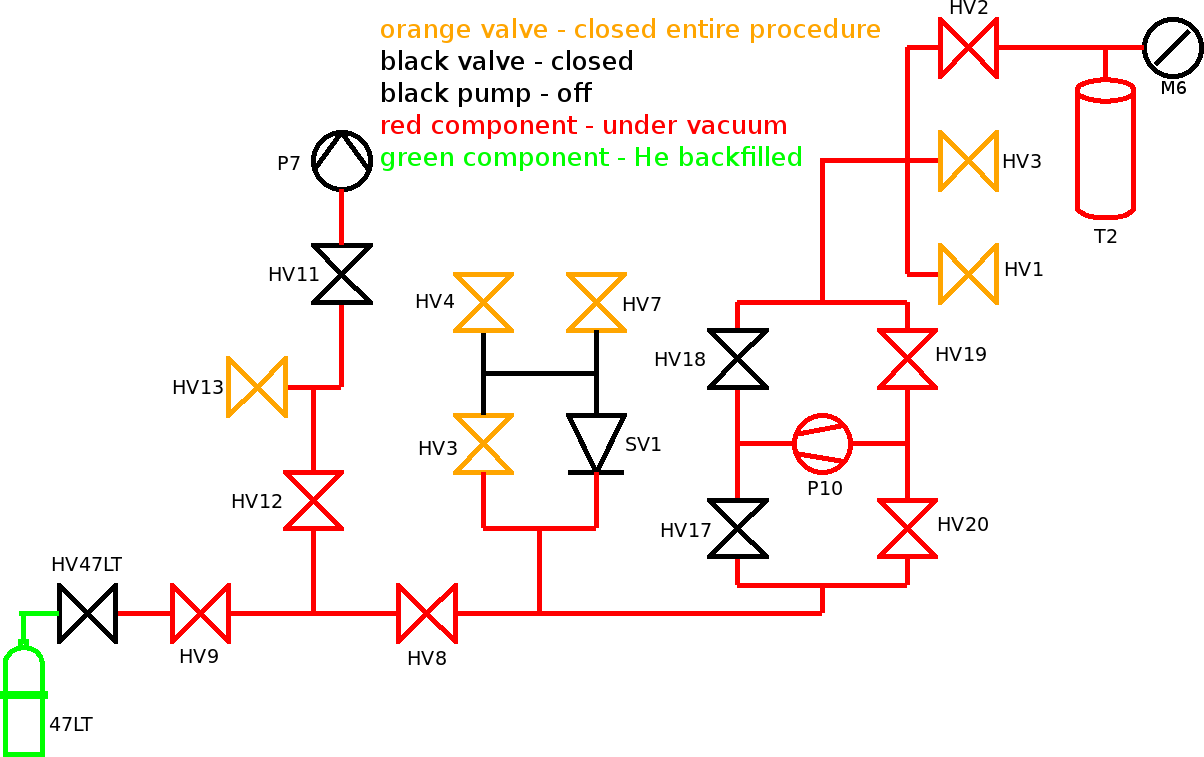 HV2
orange valve - closed entire procedure
black valve - closed
black pump - off
red component - under vacuum
green component - He backfilled
M6
P7
HV3
T2
HV11
HV1
HV4
HV7
HV18
HV19
HV13
HV3
SV1
P10
HV12
HV17
HV20
HV47LT
HV9
HV8
47LT